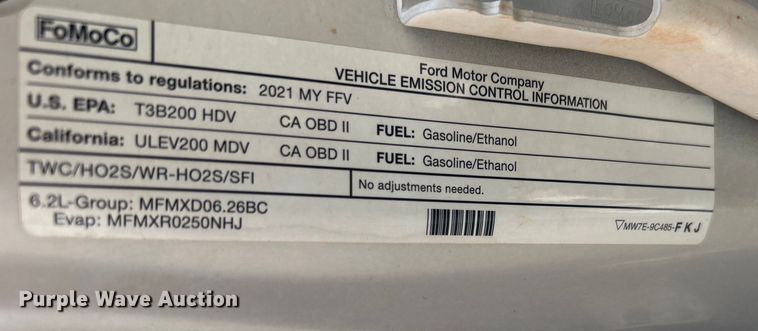 FoMoCo
Ford Motor Company
VEHICLE EMISSION CONTROL INFORMATION
Conforms to regulations: 2021 MY FFV
U.S. EPA: T3B200 HDV CA OBD II FUEL: Gasoline/Ethanol
California: ULEV200 MDV CA OBD II FUEL: Gasoline/Ethanol
TWC/HO2S/WR-HO2S/SFI No adjustments needed.
6.2L-Group: MFMXD06.26BC
Evap: MFMXR0250NHJ
MW7E-9C485-FKJ
Purple Wave Auction